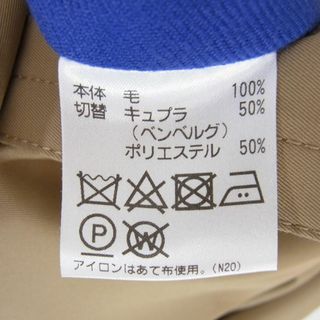 本体 毛 100%
切替 キュプラ 50%
（ベンベルグ）
ポリエステル 50%
P W
アイロンはあて布使用。(N20)